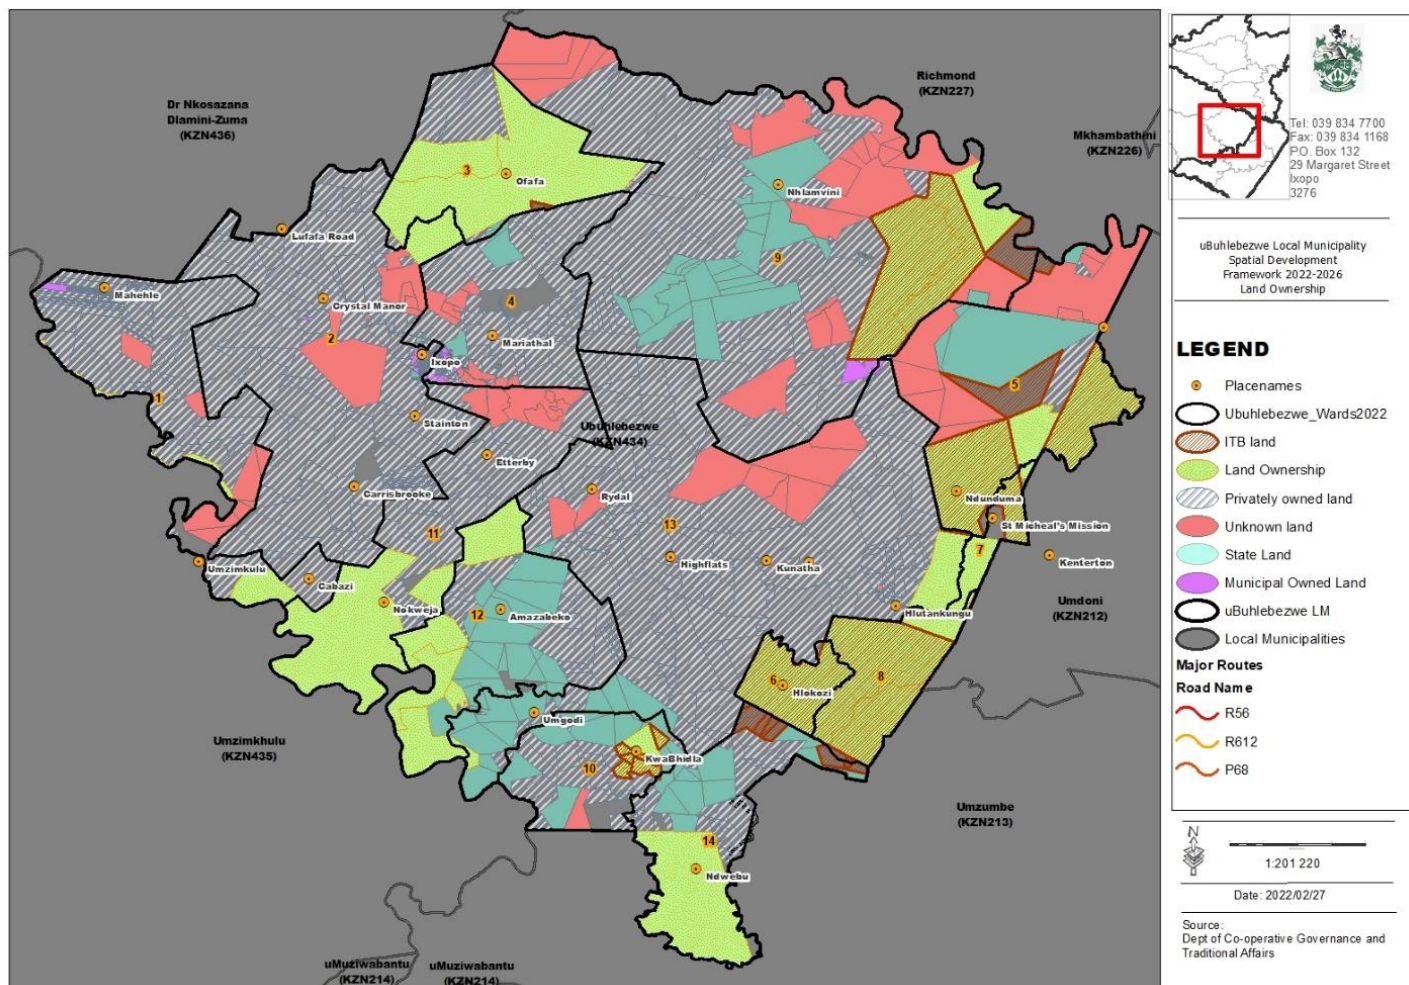 Dr Nkosazana
Dlamini-Zuma
(KZN436)
Richmond
(KZN227)
Mkhambathini
(KZN226)
3
Ofafa
Nhlamvini
Lufafa Road
9
Mahehle
Crystal Manor
4
2
Mariathal
Ixopo
1
5
Stainton
Ubuhlebezwe
(KZN434)
Etterby
Carrisbrooke
Rydal
Ndunduma
St Micheal's Mission
11
13
7
Umzimkulu
Cabazi
Highflats
Kunatha
Kenterton
Nokweja
12
Amazabeko
Hlutankungu
Umdoni
(KZN212)
6
Hlokozi
8
Umgodi
Umzimkhulu
(KZN435)
KwaBhidla
10
Umzumbe
(KZN213)
14
Ndwebu
uMuziwabantu
(KZN214)
uMuziwabantu
(KZN214)
Tel: 039 834 7700
Fax: 039 834 1168
P.O. Box 132
29 Margaret Street
Ixopo
3276
uBuhlebezwe Local Municipality
Spatial Development
Framework 2022-2026
Land Ownership
LEGEND
Placenames
Ubuhlebezwe_Wards2022
ITB land
Land Ownership
Privately owned land
Unknown land
State Land
Municipal Owned Land
uBuhlebezwe LM
Local Municipalities
Major Routes
Road Name
R56
R612
P68
N
1:201 220
Date: 2022/02/27
Source:
Dept of Co-operative Governance and
Traditional Affairs